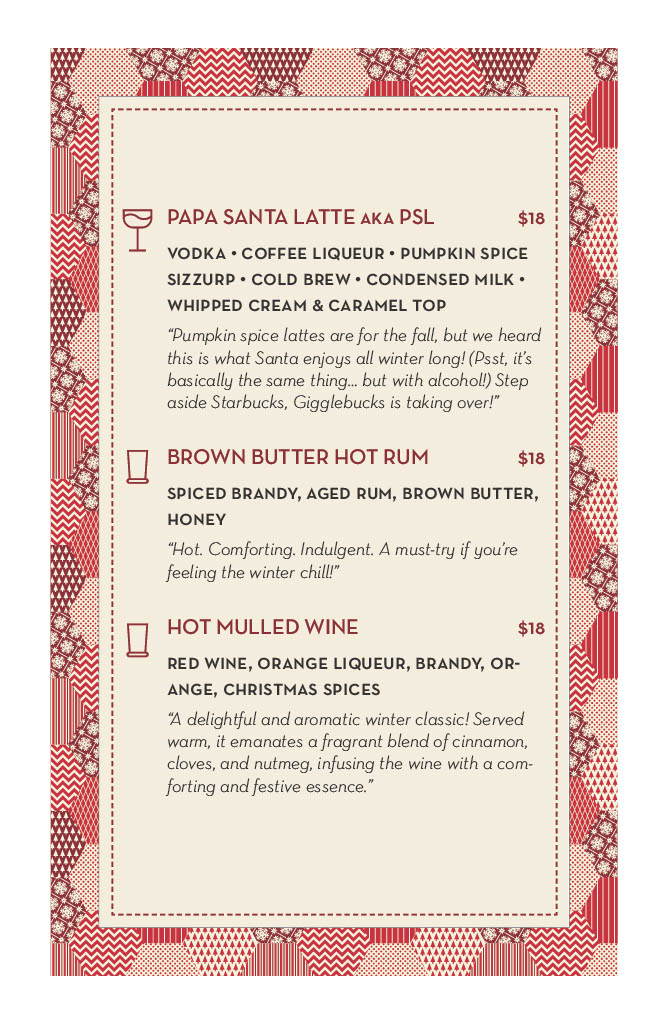 PAPA SANTA LATTE AKA PSL $18
VODKA • COFFEE LIQUEUR • PUMPKIN SPICE
SIZZURP • COLD BREW • CONDENSED MILK •
WHIPPED CREAM & CARAMEL TOP
“Pumpkin spice lattes are for the fall, but we heard
this is what Santa enjoys all winter long! (Psst, it’s
basically the same thing... but with alcohol!) Step
aside Starbucks, Gigglebucks is taking over!”
BROWN BUTTER HOT RUM $18
SPICED BRANDY, AGED RUM, BROWN BUTTER,
HONEY
“Hot. Comforting. Indulgent. A must-try if you’re
feeling the winter chill!”
HOT MULLED WINE $18
RED WINE, ORANGE LIQUEUR, BRANDY, OR-
ANGE, CHRISTMAS SPICES
“A delightful and aromatic winter classic! Served
warm, it emanates a fragrant blend of cinnamon,
cloves, and nutmeg, infusing the wine with a com-
forting and festive essence.”